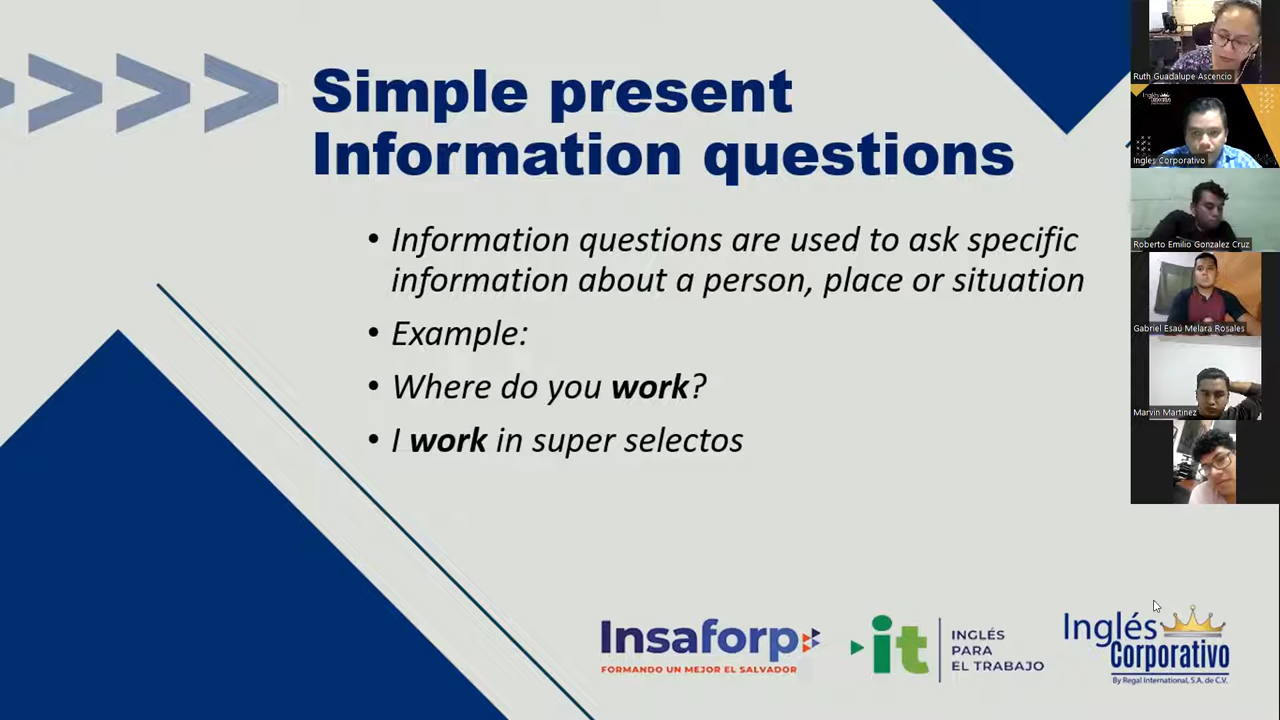 Simple present
Information questions
• Information questions are used to ask specific
information about a person, place or situation
• Example:
• Where do you work?
• I work in super selectos
Insaforp
FORMANDO UN MEJOR EL SALVADOR
it
INGLÉS
PARA
EL TRABAJO
Inglés
Corporativo
By Regal International, S.A. de C.V.
Ruth Guadalupe Ascencio
Inglés Corporativo
Roberto Emilio Gonzalez Cruz
Gabriel Esaú Melara Rosales
Marvin Martinez